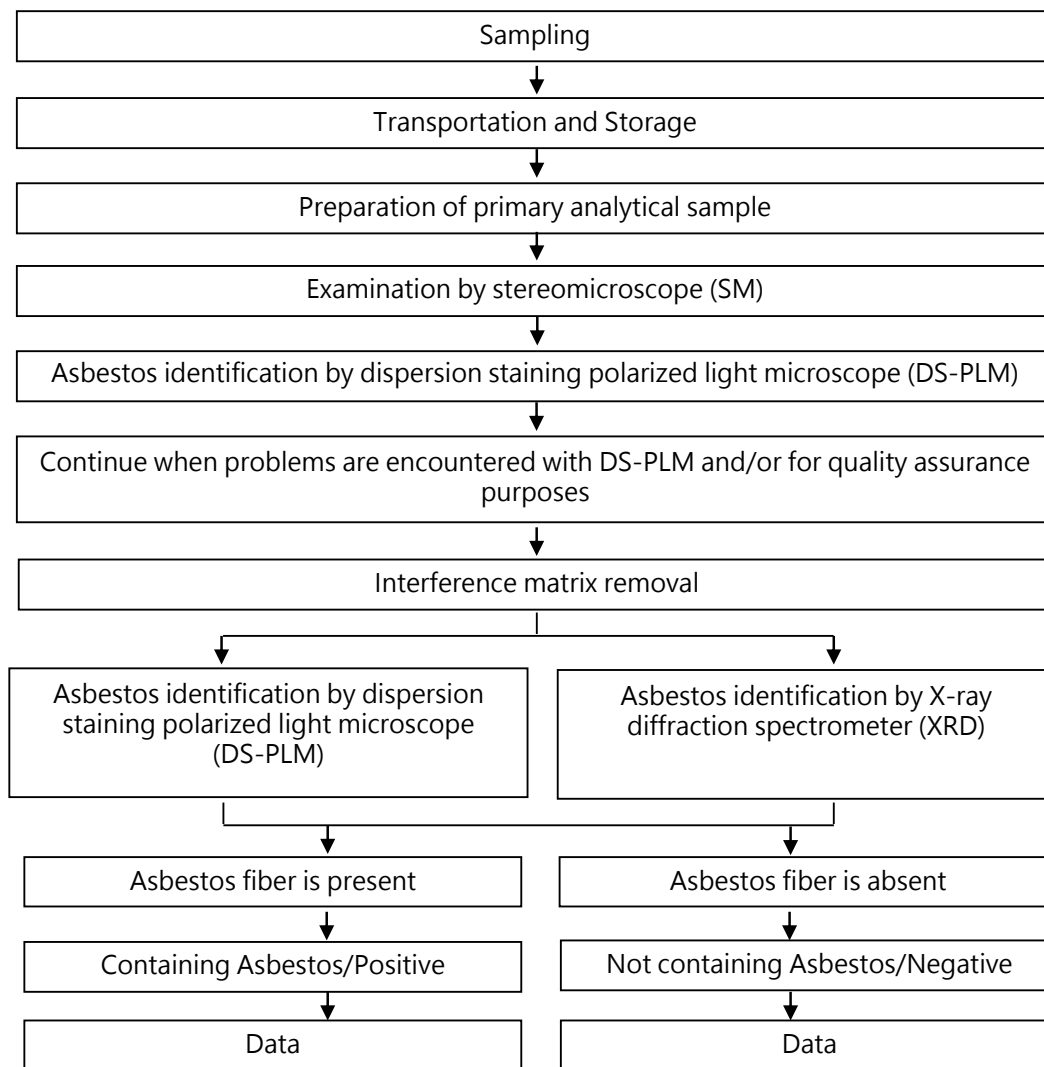 Sampling
Transportation and Storage
Preparation of primary analytical sample
Examination by stereomicroscope (SM)
Asbestos identification by dispersion staining polarized light microscope (DS-PLM)
Continue when problems are encountered with DS-PLM and/or for quality assurance
purposes
Interference matrix removal
Asbestos identification by dispersion
staining polarized light microscope
(DS-PLM)
Asbestos identification by X-ray
diffraction spectrometer (XRD)
Asbestos fiber is present
Asbestos fiber is absent
Containing Asbestos/Positive
Not containing Asbestos/Negative
Data
Data